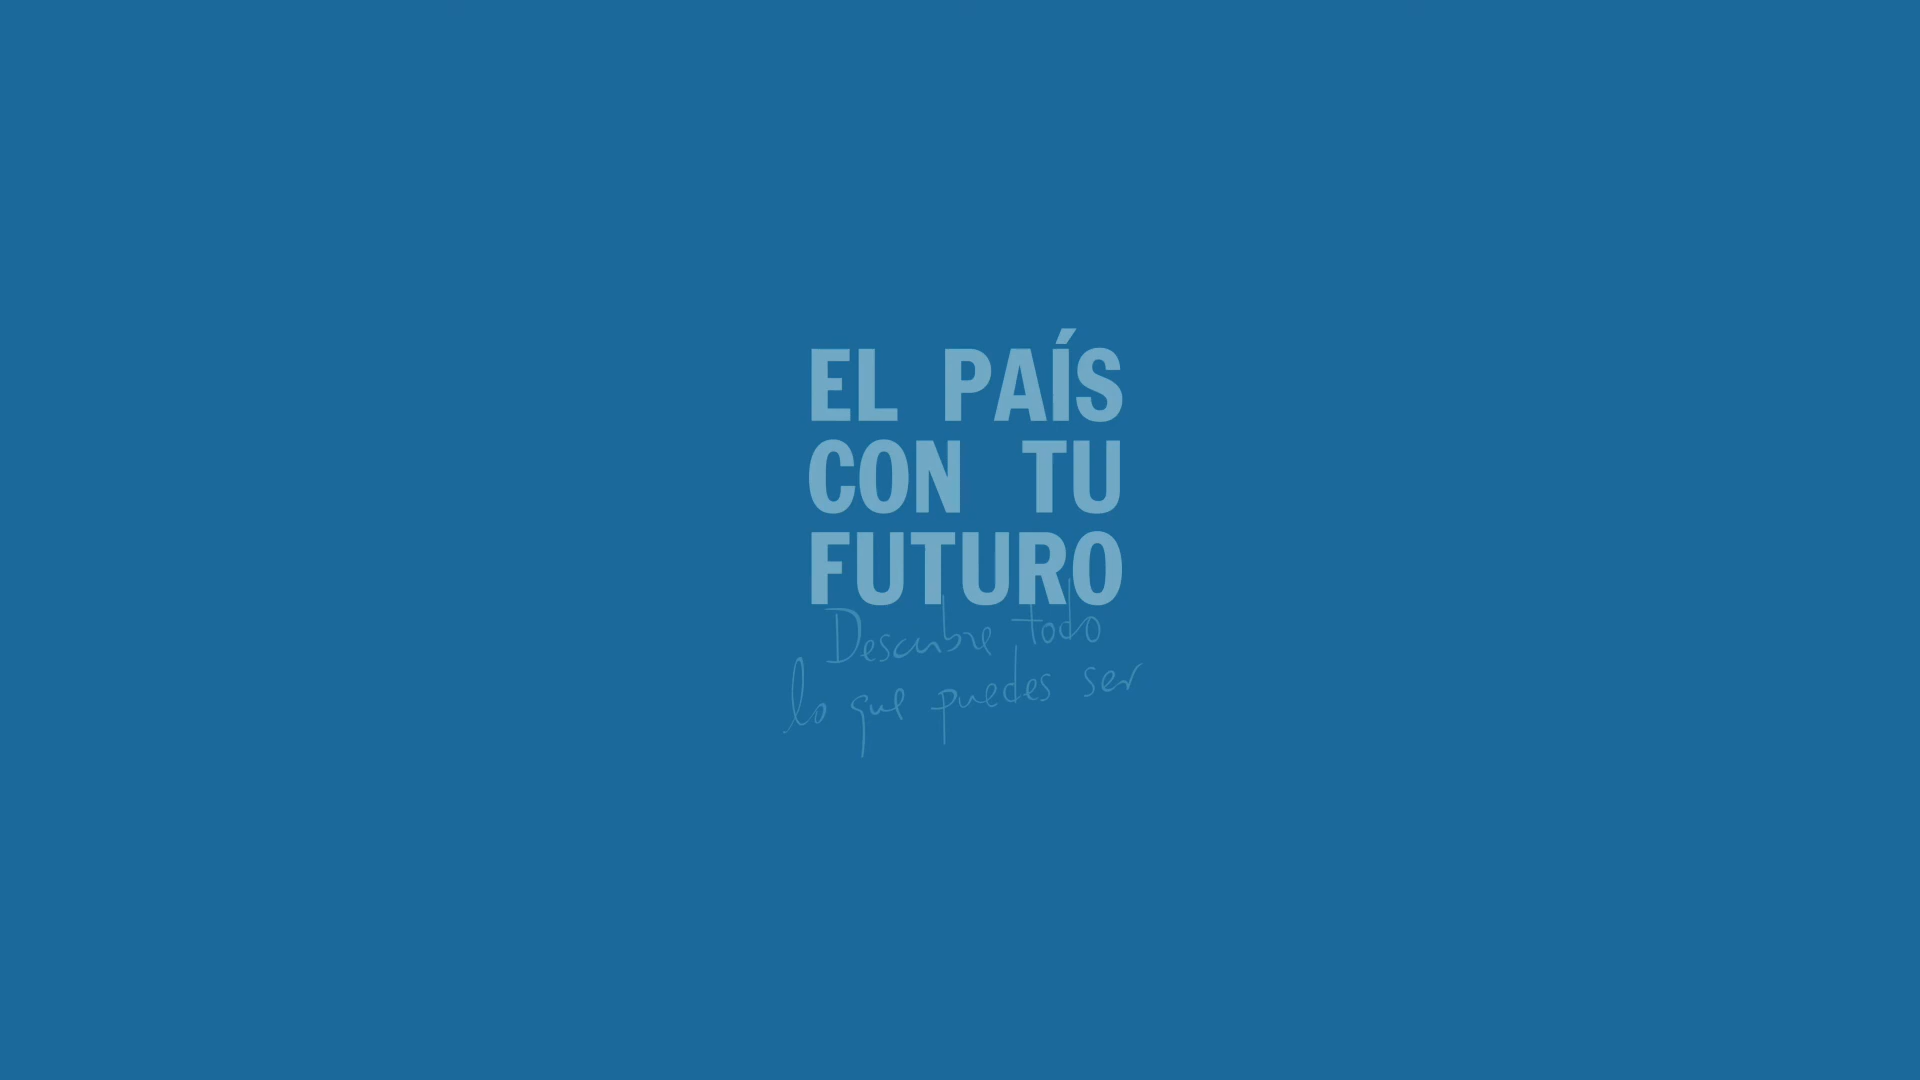 EL PAÍS
CON TU
FUTURO
Descubre todo
lo que puedes ser